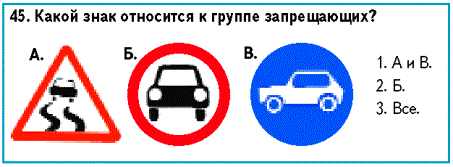 45. Какой знак относится к группе запрещающих?
А.
Б.
В.
1. А и В.
2. Б.
3. Все.